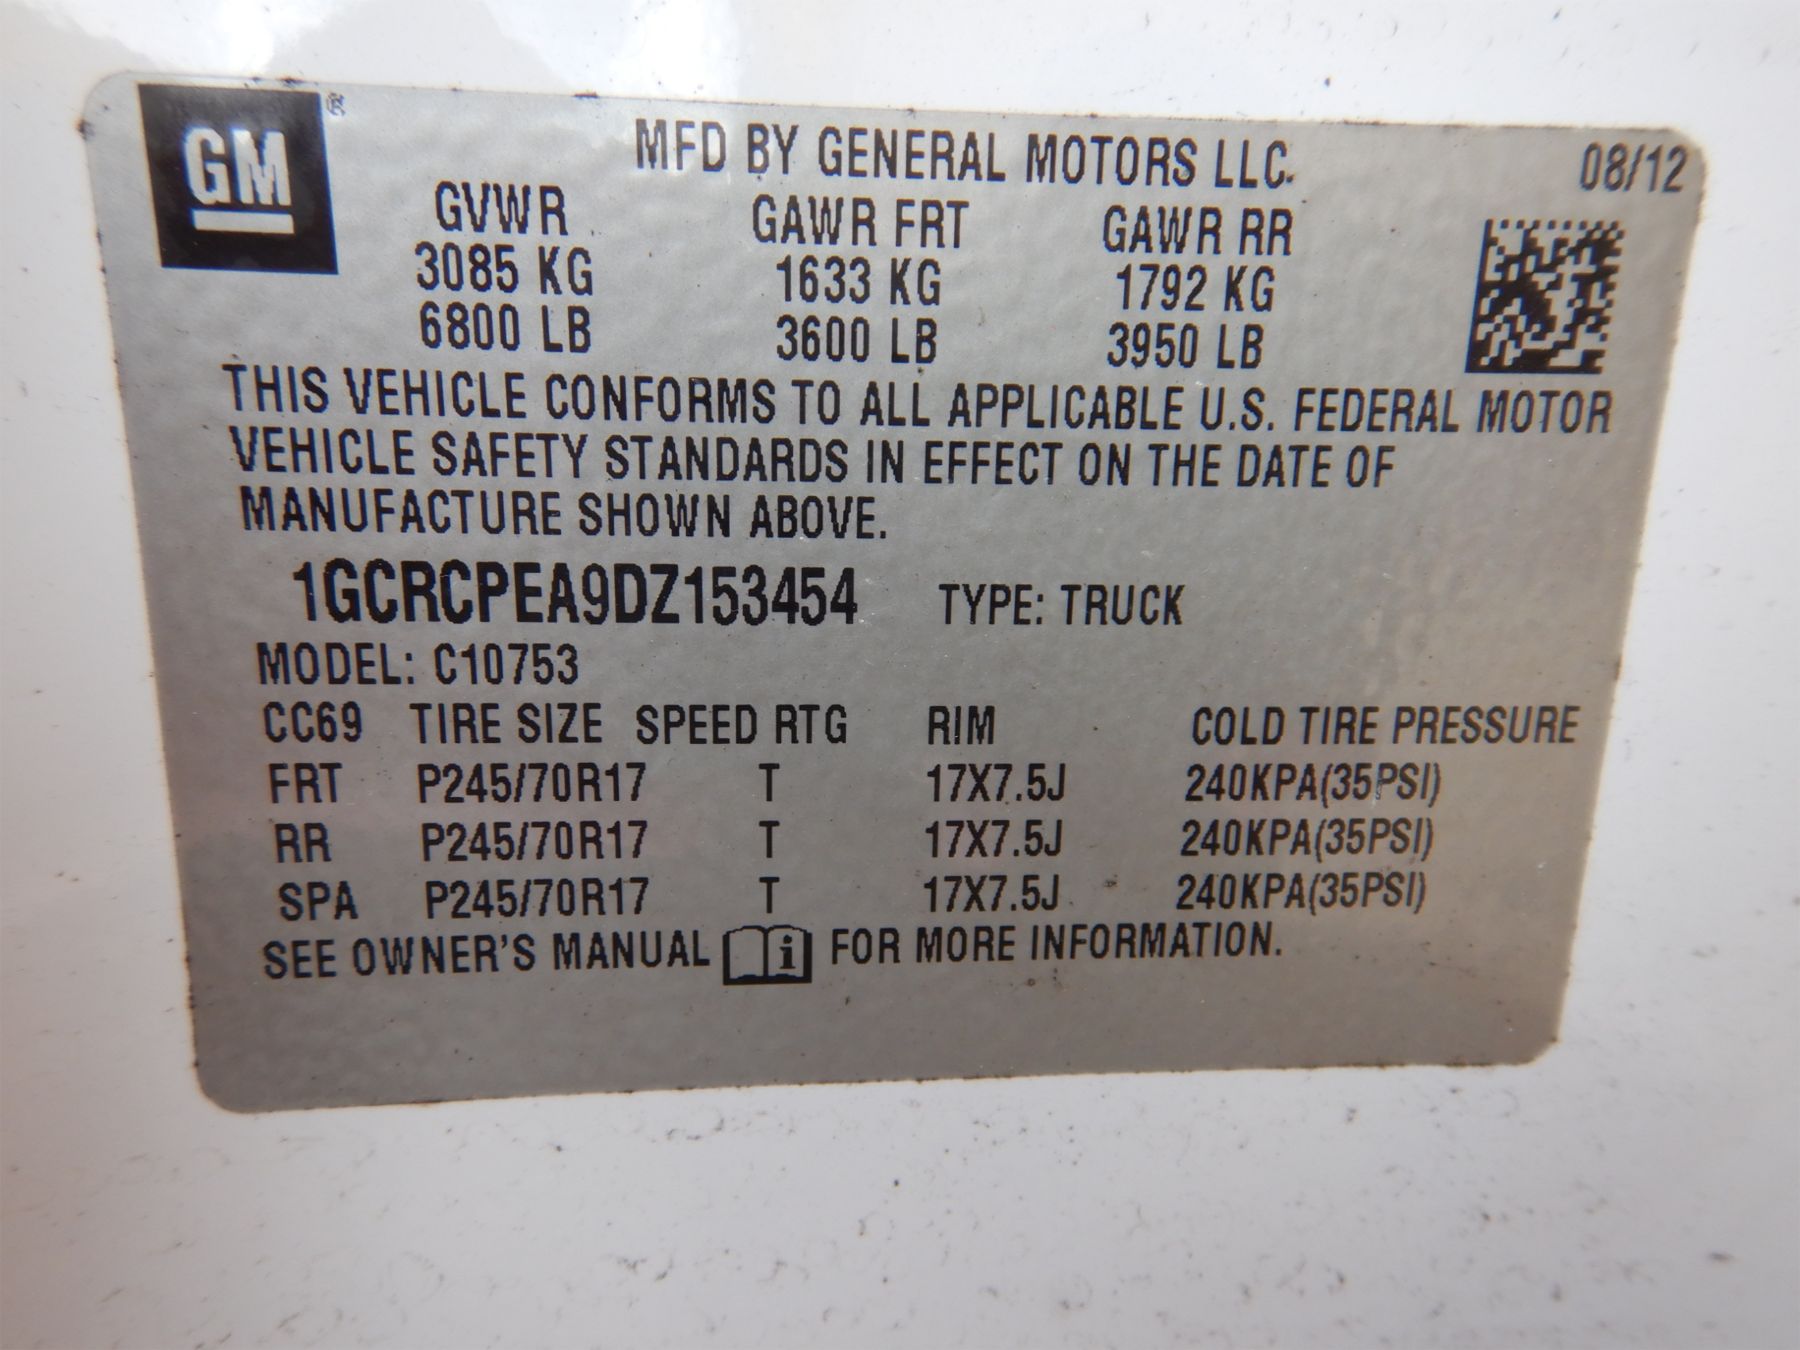 GM
MFD BY GENERAL MOTORS LLC. 08/12
GVWR GAWR FRT GAWR RR
3085 KG 1633 KG 1792 KG
6800 LB 3600 LB 3950 LB
THIS VEHICLE CONFORMS TO ALL APPLICABLE U.S. FEDERAL MOTOR
VEHICLE SAFETY STANDARDS IN EFFECT ON THE DATE OF
MANUFACTURE SHOWN ABOVE.
1GCRCPEA9DZ153454 TYPE: TRUCK
MODEL: C10753
CC69 TIRE SIZE SPEED RTG RIM COLD TIRE PRESSURE
FRT P245/70R17 T 17X7.5J 240KPA(35PSI)
RR P245/70R17 T 17X7.5J 240KPA(35PSI)
SPA P245/70R17 T 17X7.5J 240KPA(35PSI)
SEE OWNER'S MANUAL i FOR MORE INFORMATION.